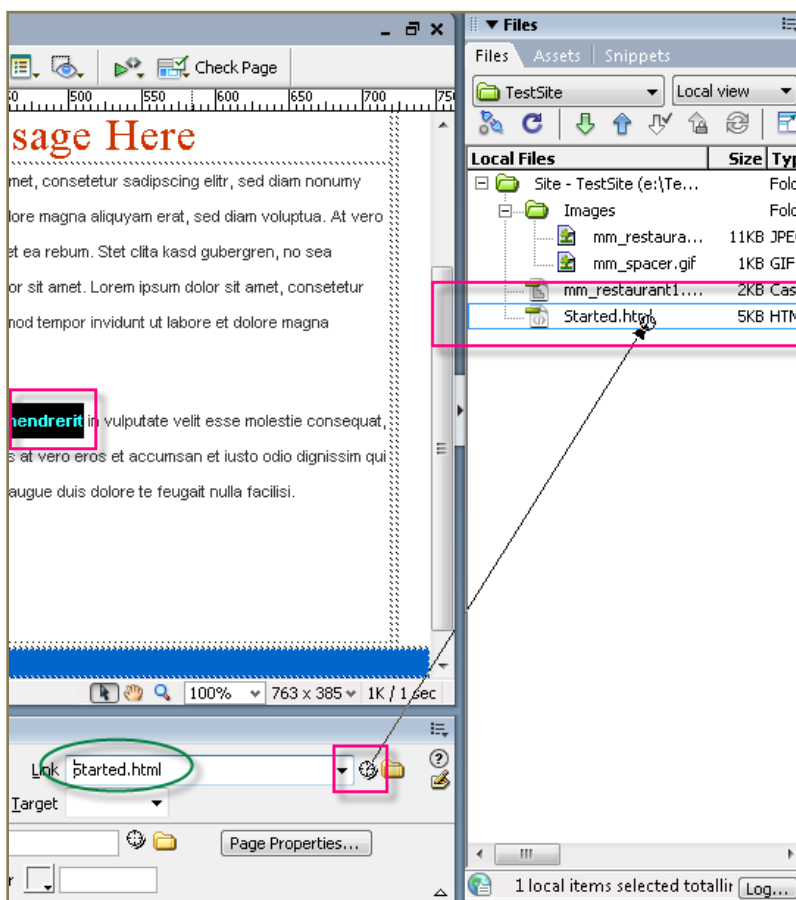 Files
Files Assets Snippets
Check Page
TestSite Local view
500 550 600 650 700
sage Here
Local Files Size
met, consetetur sadipscing elitr, sed diam nonumy
lore magna aliquyam erat, sed diam voluptua. At vero
et ea rebum. Stet clita kasd gubergren, no sea
or sit amet. Lorem ipsum dolor sit amet, consetetur
mod tempor invidunt ut labore et dolore magna
hendrerit in vulputate velit esse molestie consequat,
s at vero eros et accumsan et iusto odio dignissim qui
augue duis dolore te feugait nulla facilisi.
Site - TestSite (e:\Te...
Images
mm_restaura... 11KB JPE
mm_spacer.gif 1KB GIF
mm_restaurant1.... 2KB Cas
Started.html 5KB HTM
100% 763 x 385 1K / 1 sec
Link Started.html
Target
Page Properties...
1 local items selected totallin Log...